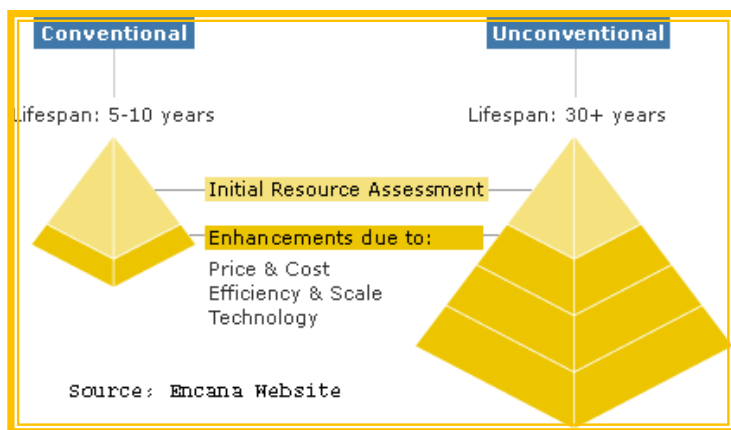 Conventional
Unconventional
Lifespan: 5-10 years
Lifespan: 30+ years
Initial Resource Assessment
Enhancements due to:
Price & Cost
Efficiency & Scale
Technology
Source: Encana Website